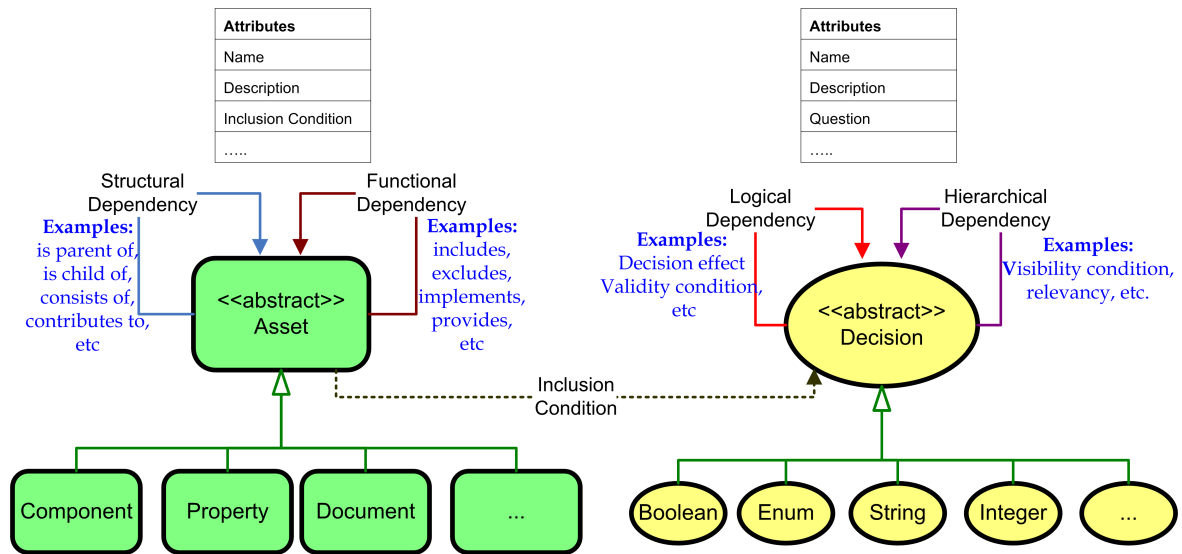 Attributes
Name
Description
Inclusion Condition
…..
Attributes
Name
Description
Question
…..
Structural
Dependency
Functional
Dependency
Examples:
is parent of,
is child of,
consists of,
contributes to,
etc
Examples:
includes,
excludes,
implements,
provides,
etc
<<abstract>>
Asset
Logical
Dependency
Hierarchical
Dependency
Examples:
Decision effect
Validity condition,
etc
Examples:
Visibility condition,
relevancy, etc.
<<abstract>>
Decision
Inclusion
Condition
Component
Property
Document
...
Boolean
Enum
String
Integer
...